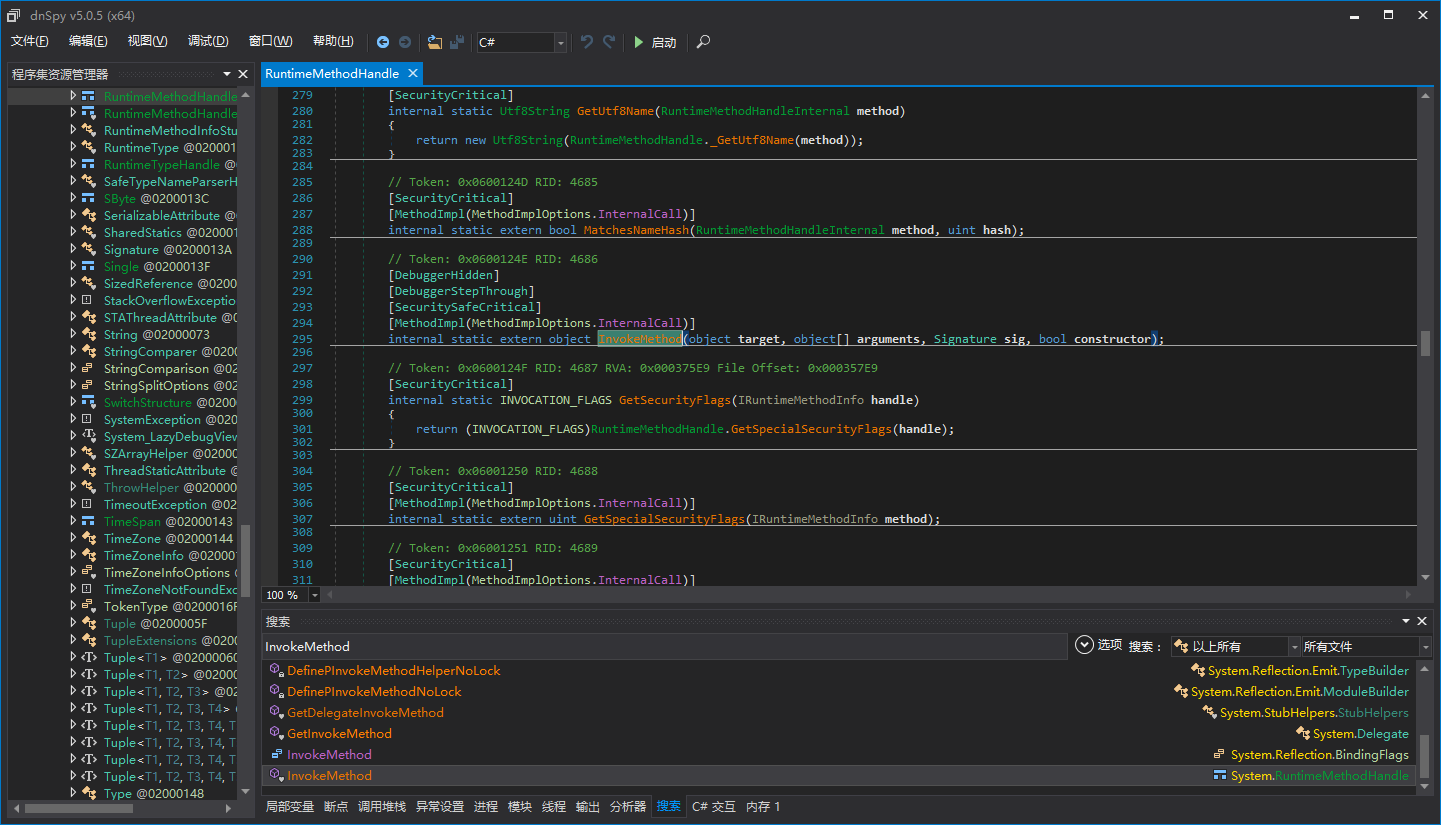 dnSpy v5.0.5 (x64)
文件(F) 编辑(E) 视图(V) 调试(D) 窗口(W) 帮助(H) C# 启动
程序集资源管理器
RuntimeMethodHandle
RuntimeMethodHandle
RuntimeMethodInfoStu
RuntimeType @020001
RuntimeTypeHandle @0
SafeTypeNameParserH
SByte @0200013C
SerializableAttribute @0
SharedStatics @020001
Signature @0200013A
Single @0200013F
SizedReference @0200
StackOverflowExceptio
STAThreadAttribute @0
String @02000073
StringComparer @0200
StringComparison @02
StringSplitOptions @02
SwitchStructure @0200
SystemException @0200
System_LazyDebugView
SZArrayHelper @02000
ThreadStaticAttribute @
ThrowHelper @020000
TimeoutException @02
TimeSpan @02000143
TimeZone @02000144
TimeZoneInfo @02000
TimeZoneInfoOptions
TimeZoneNotFoundExc
TokenType @0200016F
Tuple @0200005F
TupleExtensions @0200
Tuple<T1> @02000060
Tuple<T1, T2> @02000
Tuple<T1, T2, T3> @02
Tuple<T1, T2, T3, T4>
Tuple<T1, T2, T3, T4, T
Tuple<T1, T2, T3, T4, T
Tuple<T1, T2, T3, T4, T
Tuple<T1, T2, T3, T4, T
Type @02000148
RuntimeMethodHandle
279 [SecurityCritical]
280 internal static Utf8String GetUtf8Name(RuntimeMethodHandleInternal method)
281 {
282 return new Utf8String(RuntimeMethodHandle._GetUtf8Name(method));
283 }
284
285 // Token: 0x0600124D RID: 4685
286 [SecurityCritical]
287 [MethodImpl(MethodImplOptions.InternalCall)]
288 internal static extern bool MatchesNameHash(RuntimeMethodHandleInternal method, uint hash);
289
290 // Token: 0x0600124E RID: 4686
291 [DebuggerHidden]
292 [DebuggerStepThrough]
293 [SecuritySafeCritical]
294 [MethodImpl(MethodImplOptions.InternalCall)]
295 internal static extern object InvokeMethod(object target, object[] arguments, Signature sig, bool constructor);
296
297 // Token: 0x0600124F RID: 4687 RVA: 0x000375E9 File Offset: 0x000357E9
298 [SecurityCritical]
299 internal static INVOCATION_FLAGS GetSecurityFlags(IRuntimeMethodInfo handle)
300 {
301 return (INVOCATION_FLAGS)RuntimeMethodHandle.GetSpecialSecurityFlags(handle);
302 }
303
304 // Token: 0x06001250 RID: 4688
305 [SecurityCritical]
306 [MethodImpl(MethodImplOptions.InternalCall)]
307 internal static extern uint GetSpecialSecurityFlags(IRuntimeMethodInfo method);
308
309 // Token: 0x06001251 RID: 4689
310 [SecurityCritical]
311 [MethodImpl(MethodImplOptions.InternalCall)]
100 %
搜索
InvokeMethod 选项 搜索： 以上所有 所有文件
DefinePInvokeMethodHelperNoLock System.Reflection.Emit.TypeBuilder
DefinePInvokeMethodNoLock System.Reflection.Emit.ModuleBuilder
GetDelegateInvokeMethod System.StubHelpers.StubHelpers
GetInvokeMethod System.Delegate
InvokeMethod System.Reflection.BindingFlags
InvokeMethod System.RuntimeMethodHandle
局部变量 断点 调用堆栈 异常设置 进程 模块 线程 输出 分析器 搜索 C# 交互 内存 1